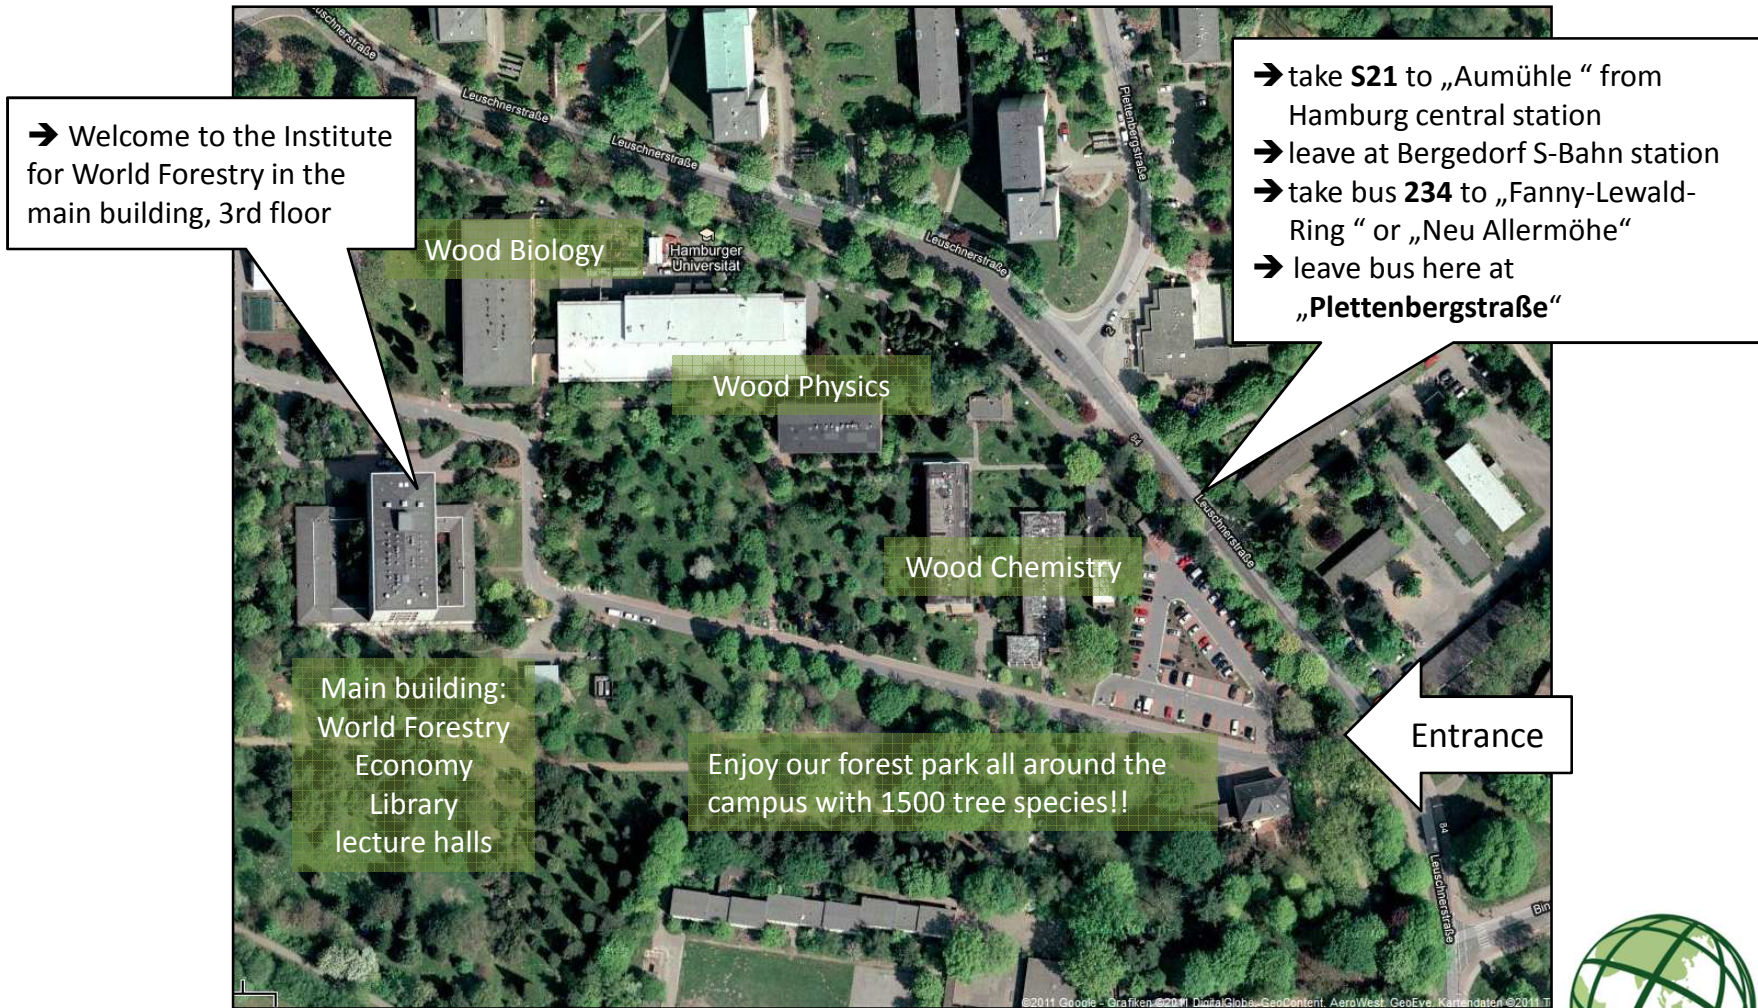 Leuschnerstraße
Leuschnerstraße
Leuschnerstraße
Plettenbergstraße
➔ Welcome to the Institute
for World Forestry in the
main building, 3rd floor
➔ take S21 to „Aumühle “ from
Hamburg central station
➔ leave at Bergedorf S-Bahn station
➔ take bus 234 to „Fanny-Lewald-
Ring “ or „Neu Allermöhe“
➔ leave bus here at
„Plettenbergstraße“
Wood Biology
Hamburger
Universität
Leuschnerstraße
Wood Physics
84
Leuschnerstraße
Wood Chemistry
Main building:
World Forestry
Economy
Library
lecture halls
Enjoy our forest park all around the
campus with 1500 tree species!!
Entrance
84
Leuschnerstraße
Bin
©2011 Google - Grafiken ©2011 DigitalGlobe, GeoContent, AeroWest, GeoEye, Kartendaten ©2011 T